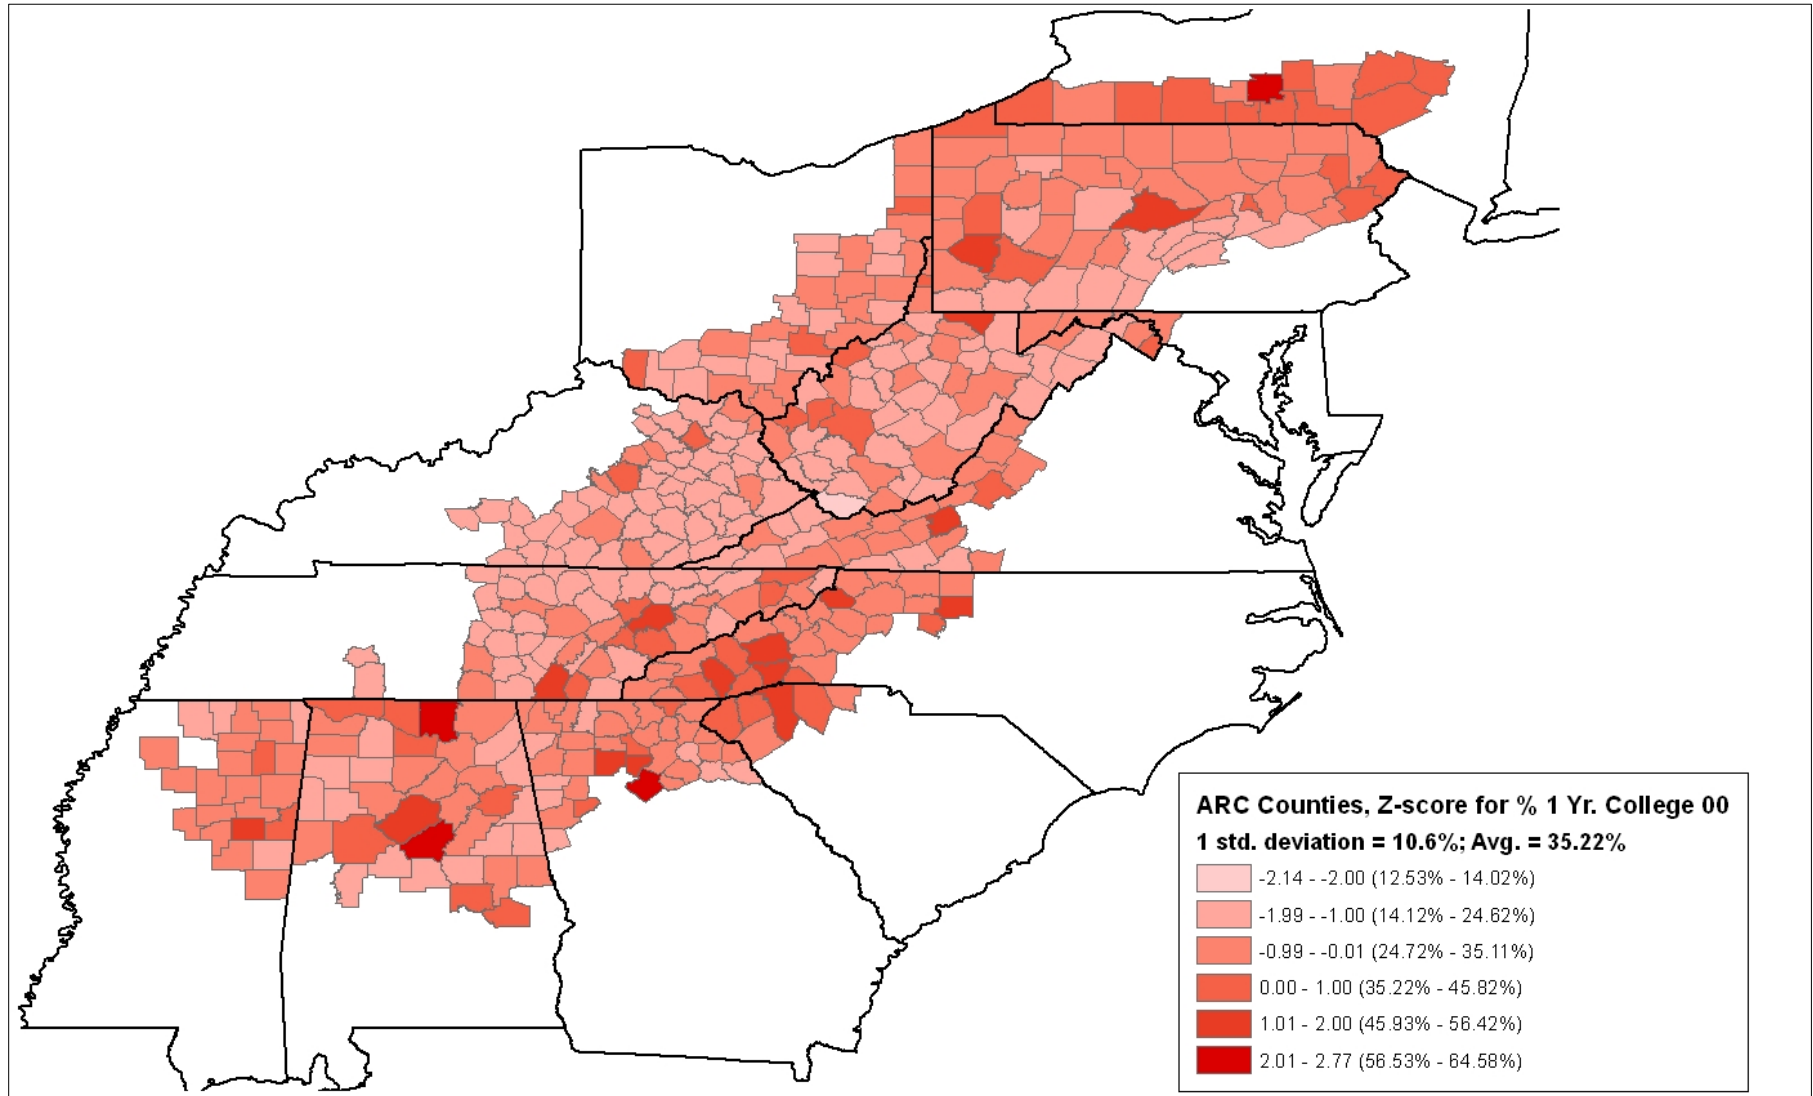 ARC Counties, Z-score for % 1 Yr. College 00
1 std. deviation = 10.6%; Avg. = 35.22%
-2.14 - -2.00 (12.53% - 14.02%)
-1.99 - -1.00 (14.12% - 24.62%)
-0.99 - -0.01 (24.72% - 35.11%)
0.00 - 1.00 (35.22% - 45.82%)
1.01 - 2.00 (45.93% - 56.42%)
2.01 - 2.77 (56.53% - 64.58%)